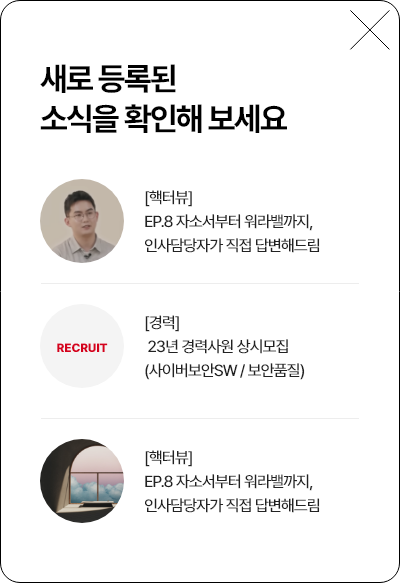 새로 등록된
소식을 확인해 보세요
[핵터뷰]
EP.8 자소서부터 워라밸까지,
인사담당자가 직접 답변해드림
RECRUIT
[경력]
23년 경력사원 상시모집
(사이버보안SW / 보안품질)
[핵터뷰]
EP.8 자소서부터 워라밸까지,
인사담당자가 직접 답변해드림